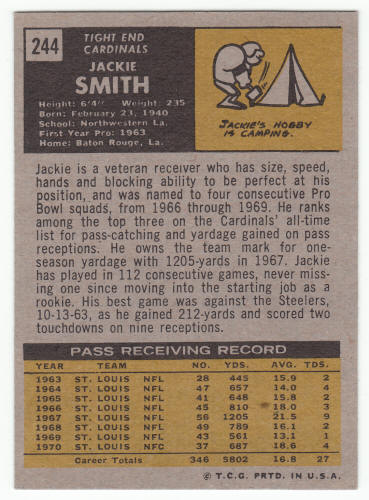 244
TIGHT END
CARDINALS
JACKIE
SMITH
Height: 6'4" Weight: 235
Born: February 23, 1940
School: Northwestern La.
First Year Pro: 1963
Home: Baton Rouge, La.
JACKIE'S HOBBY
IS CAMPING.
Jackie is a veteran receiver who has size, speed,
hands and blocking ability to be perfect at his
position, and was named to four consecutive Pro
Bowl squads, from 1966 through 1969. He ranks
among the top three on the Cardinals' all-time
list for pass-catching and yardage gained on pass
receptions. He owns the team mark for one-
season yardage with 1205-yards in 1967. Jackie
has played in 112 consecutive games, never miss-
ing one since moving into the starting job as a
rookie. His best game was against the Steelers,
10-13-63, as he gained 212-yards and scored two
touchdowns on nine receptions.
PASS RECEIVING RECORD
YEAR TEAM NO. YDS. AVG. TDS.
1963 ST. LOUIS NFL 28 445 15.9 2
1964 ST. LOUIS NFL 47 657 14.0 4
1965 ST. LOUIS NFL 41 648 15.8 2
1966 ST. LOUIS NFL 45 810 18.0 3
1967 ST. LOUIS NFL 56 1205 21.5 9
1968 ST. LOUIS NFL 49 789 16.1 2
1969 ST. LOUIS NFL 43 561 13.1 1
1970 ST. LOUIS NFC 37 687 18.6 4
Career Totals 346 5802 16.8 27
© T.C.G. PRTD. IN U.S.A.